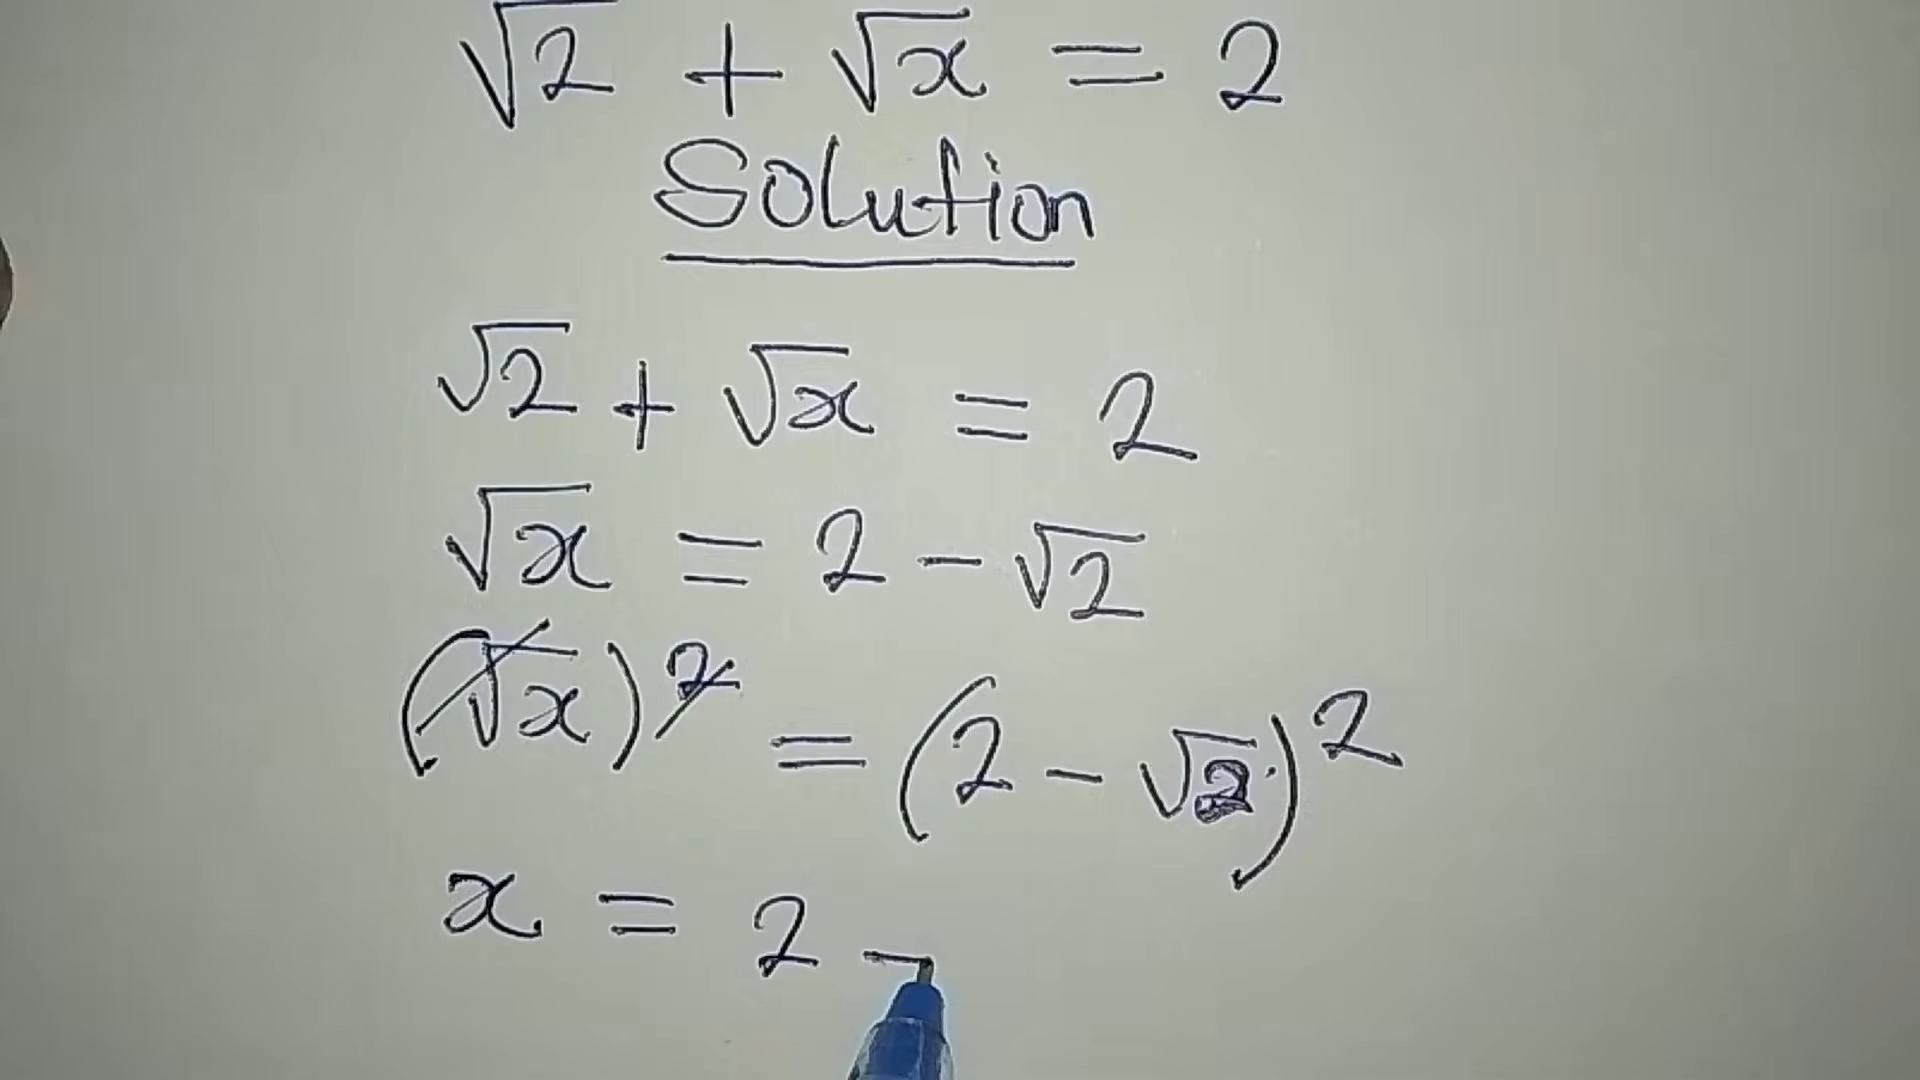 √2 + √x = 2
Solution
√2 + √x = 2
√x = 2 - √2
(√x)² = (2 - √2)²
x = 2 -